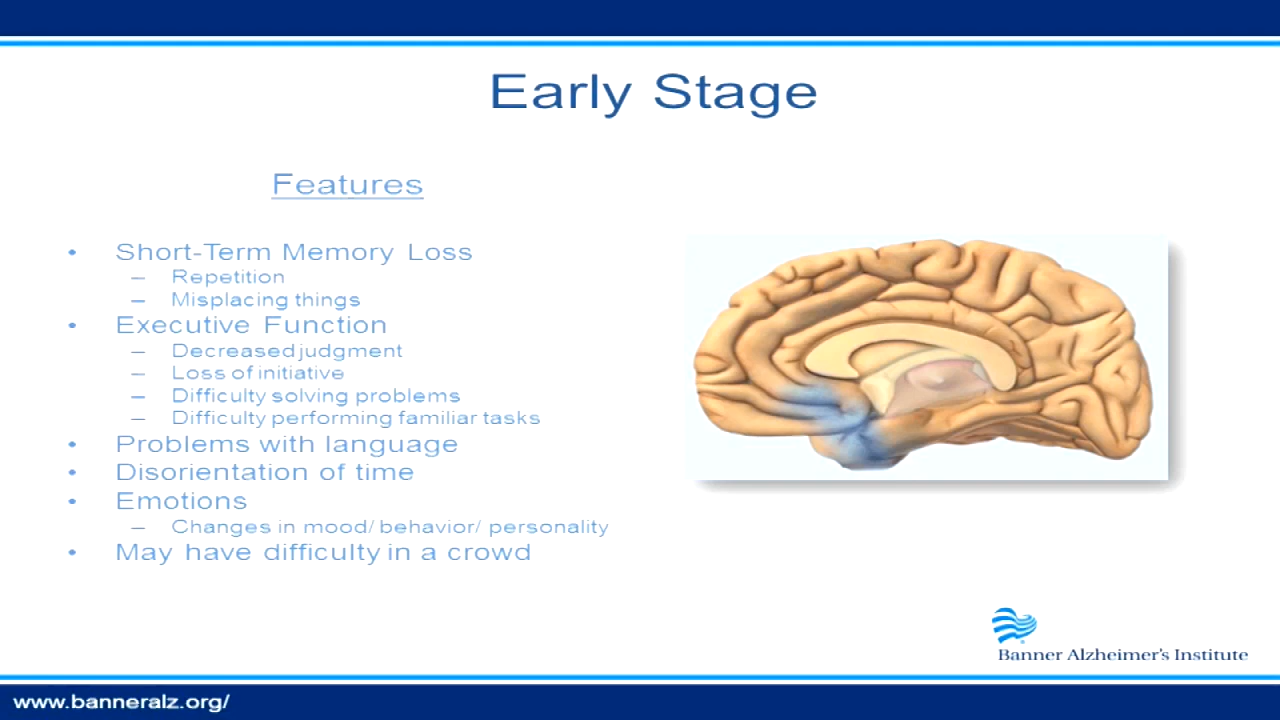 Early Stage
Features
• Short-Term Memory Loss
– Repetition
– Misplacing things
• Executive Function
– Decreased judgment
– Loss of initiative
– Difficulty solving problems
– Difficulty performing familiar tasks
• Problems with language
• Disorientation of time
• Emotions
– Changes in mood/ behavior/ personality
• May have difficulty in a crowd
Banner Alzheimer's Institute
www.banneralz.org/